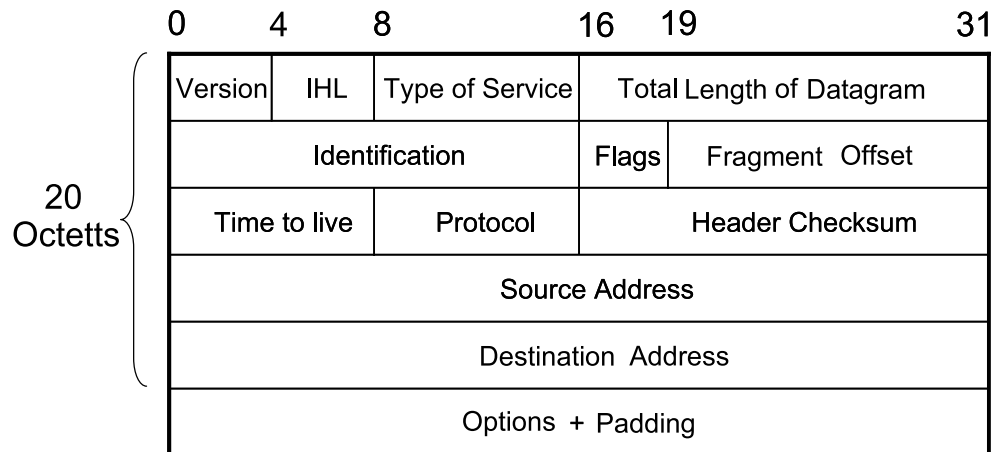 0 4 8 16 19 31
Version IHL Type of Service Total Length of Datagram
Identification Flags Fragment Offset
20
Octetts
Time to live Protocol Header Checksum
Source Address
Destination Address
Options + Padding